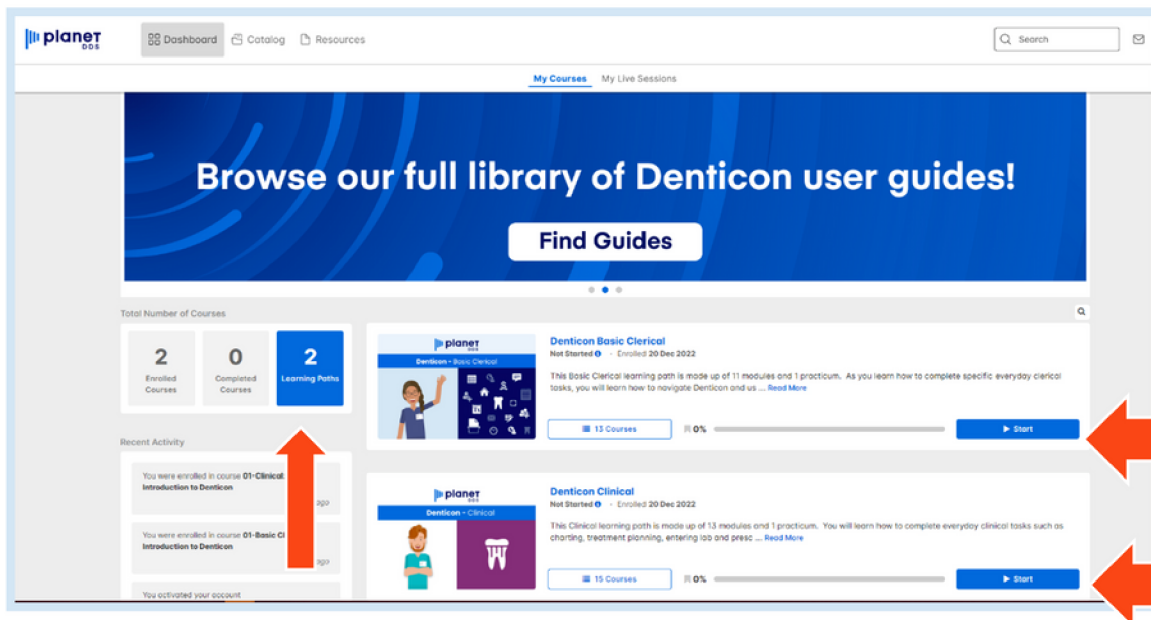 planet DDS
Dashboard Catalog Resources
Search
My Courses My Live Sessions
Browse our full library of Denticon user guides!
Find Guides
Total Number of Courses
2 Enrolled Courses
0 Completed Courses
2 Learning Paths
Recent Activity
You were enrolled in course 01-Clinical:
Introduction to Denticon
ago
You were enrolled in course 01-Basic Cl
Introduction to Denticon
ago
You activated your account
planet DDS
Denticon - Basic Clerical
Denticon Basic Clerical
Not Started · Enrolled 20 Dec 2022
This Basic Clerical learning path is made up of 11 modules and 1 practicum. As you learn how to complete specific everyday clerical
tasks, you will learn how to navigate Denticon and us .... Read More
13 Courses 0% Start
planet DDS
Denticon - Clinical
Denticon Clinical
Not Started · Enrolled 20 Dec 2022
This Clinical learning path is made up of 13 modules and 1 practicum. You will learn how to complete everyday clinical tasks such as
charting, treatment planning, entering lab and presc .... Read More
15 Courses 0% Start